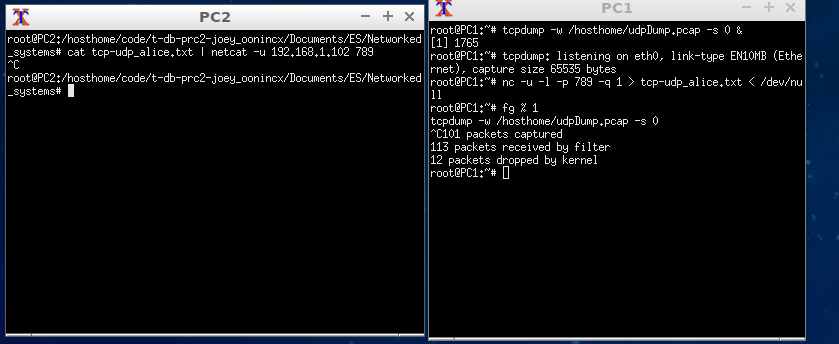 PC2
root@PC2:/hosthome/code/t-db-prc2-joey_oonincx/Documents/ES/Networked
_systems# cat tcp-udp_alice.txt | netcat -u 192.168.1.102 789
^C
root@PC2:/hosthome/code/t-db-prc2-joey_oonincx/Documents/ES/Networked
_systems#
PC1
root@PC1:~# tcpdump -w /hosthome/udpDump.pcap -s 0 &
[1] 1765
root@PC1:~# tcpdump: listening on eth0, link-type EN10MB (Ethe
rnet), capture size 65535 bytes
root@PC1:~# nc -u -l -p 789 -q 1 > tcp-udp_alice.txt < /dev/nu
ll
root@PC1:~# fg % 1
tcpdump -w /hosthome/udpDump.pcap -s 0
^C101 packets captured
113 packets received by filter
12 packets dropped by kernel
root@PC1:~#